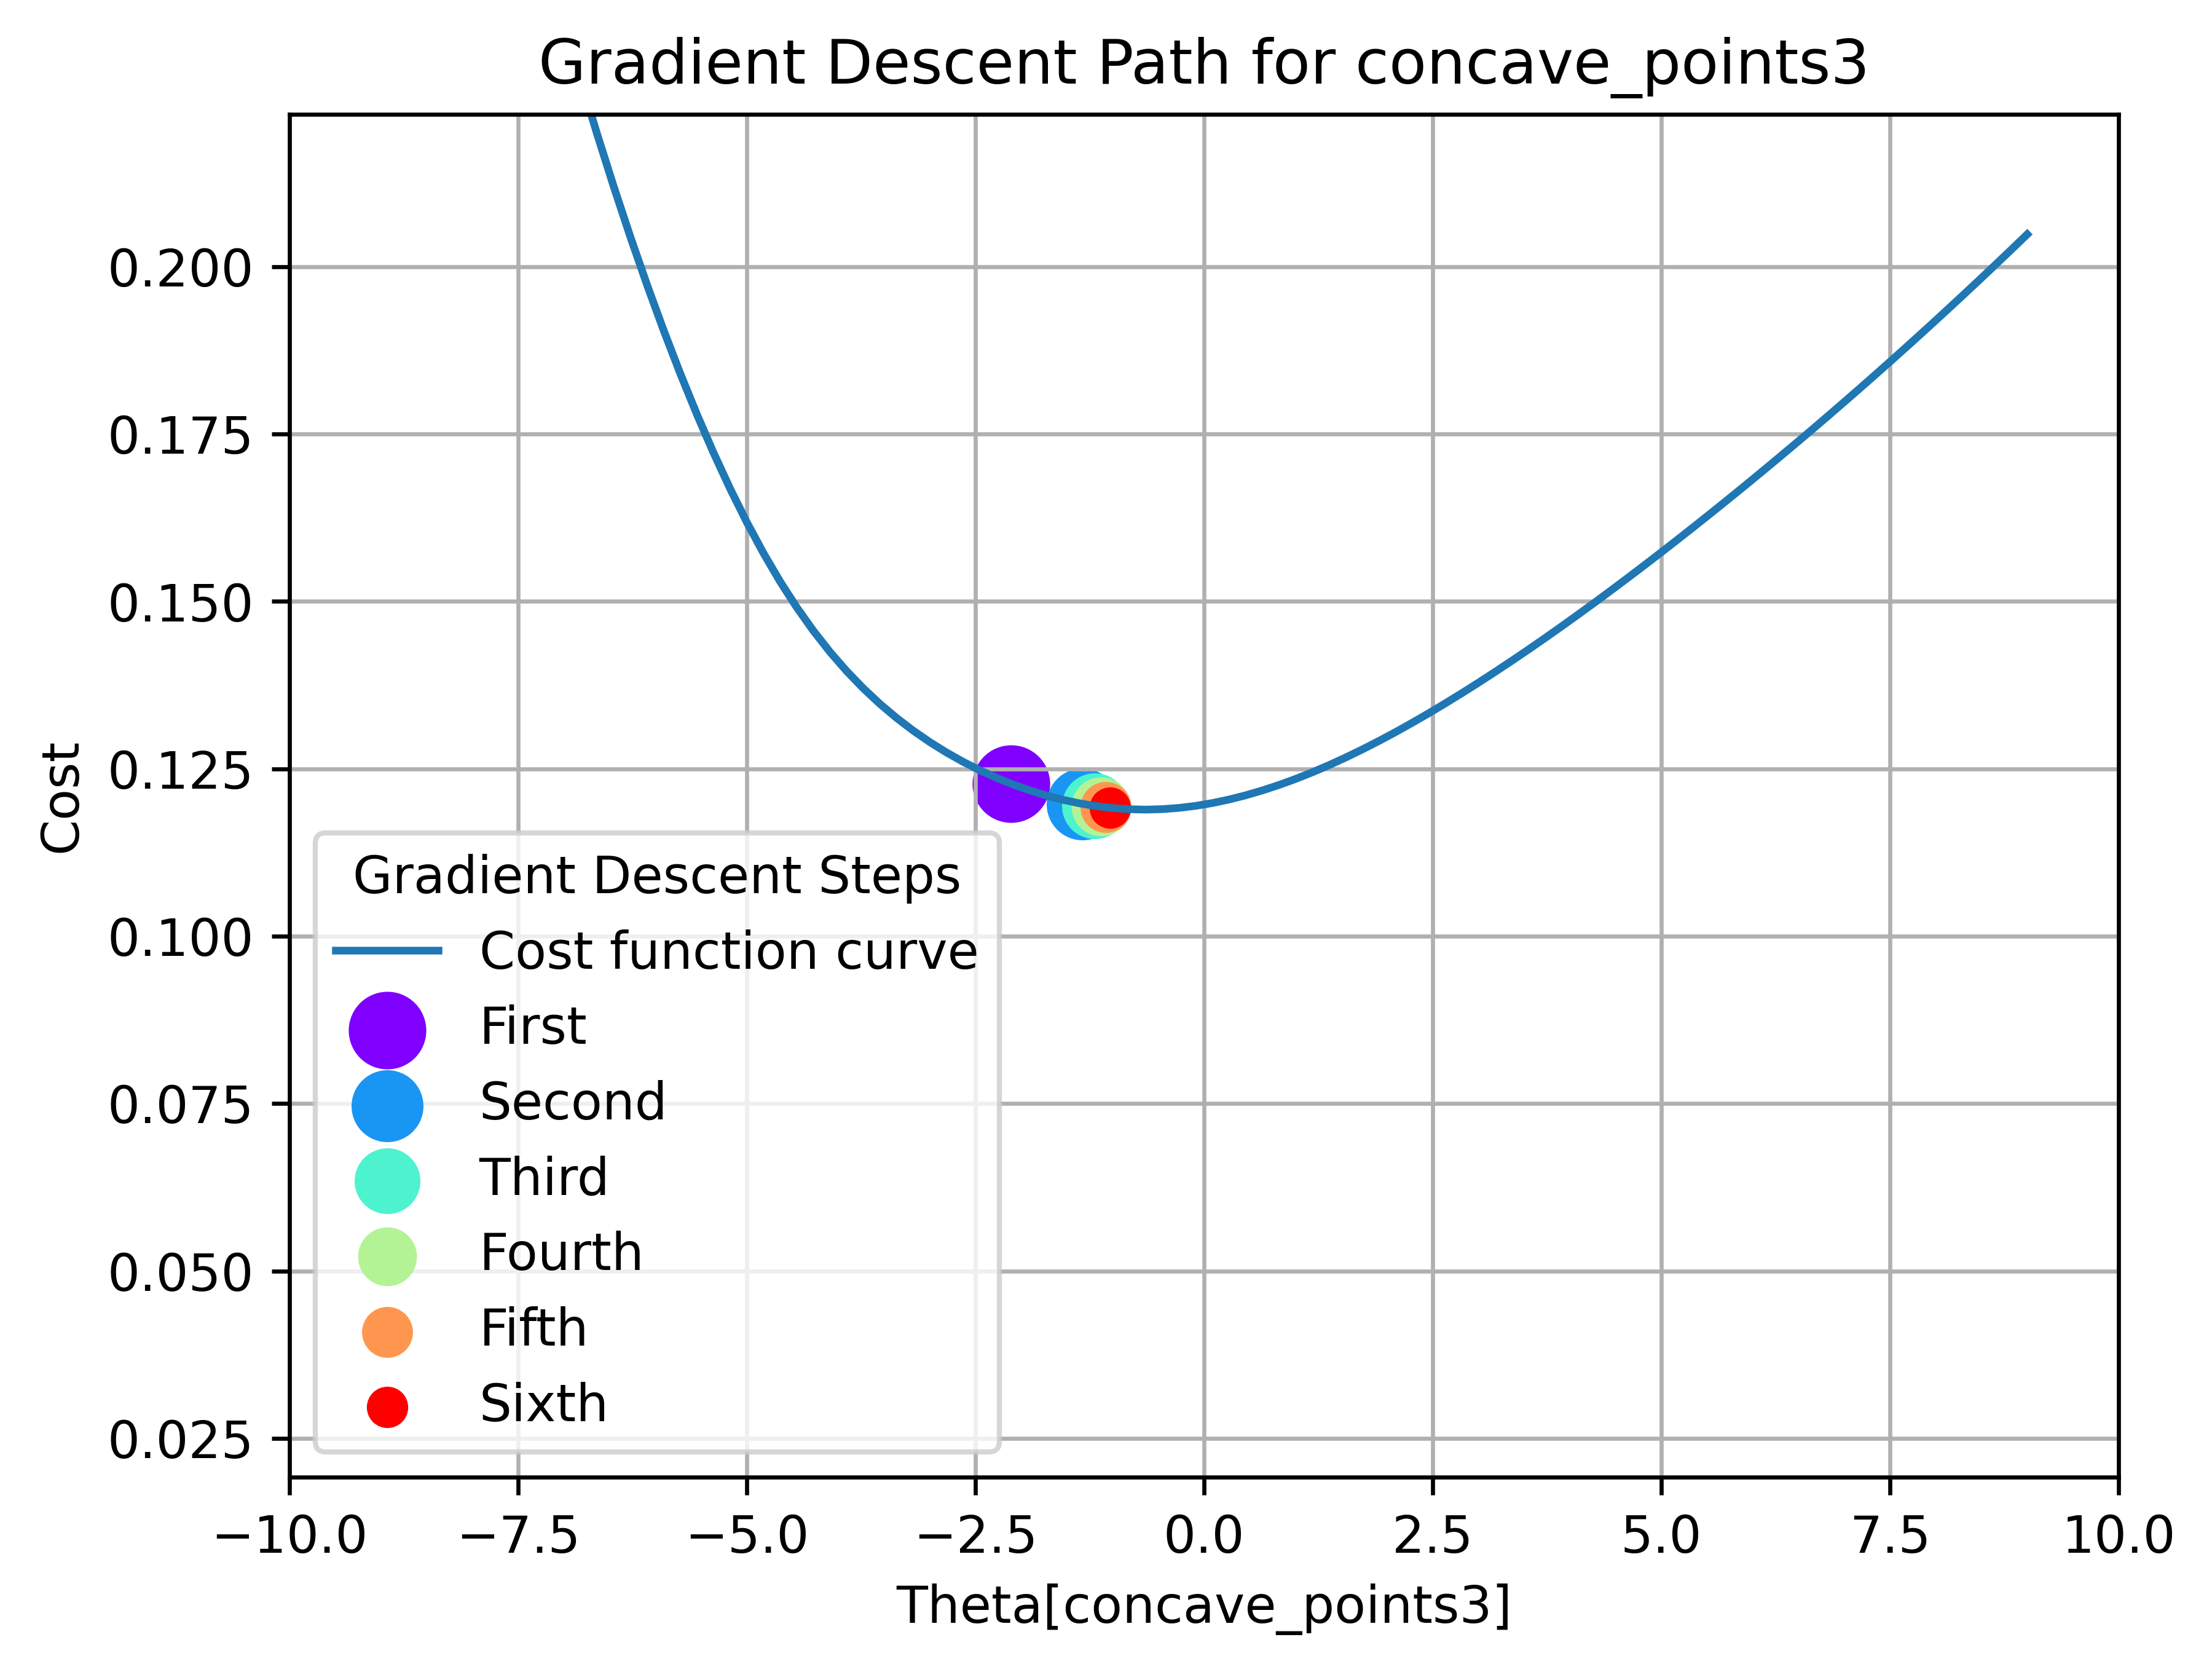 Gradient Descent Path for concave_points3
0.200
0.175
0.150
0.125
0.100
0.075
0.050
0.025
Cost
Gradient Descent Steps
Cost function curve
First
Second
Third
Fourth
Fifth
Sixth
−10.0 −7.5 −5.0 −2.5 0.0 2.5 5.0 7.5 10.0
Theta[concave_points3]